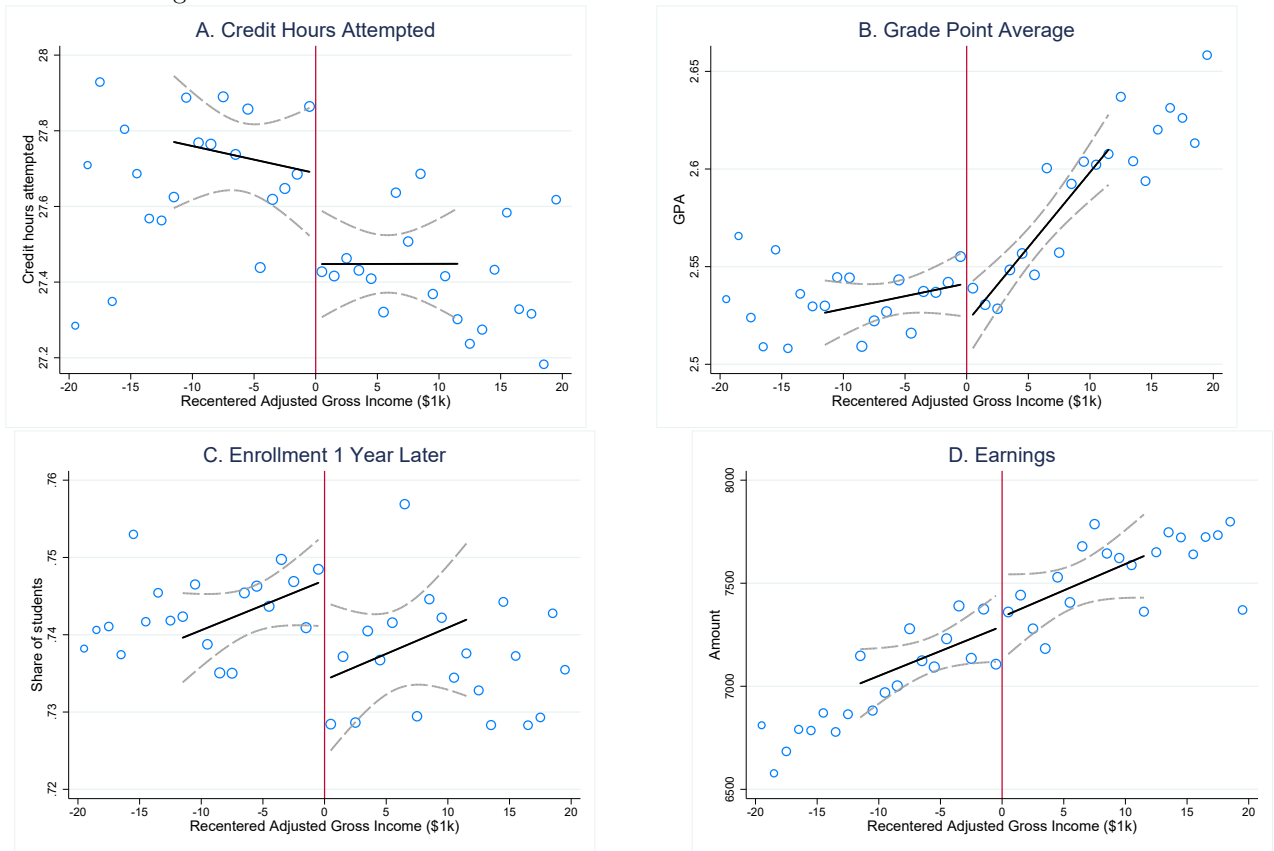 A. Credit Hours Attempted
Credit hours attempted
28
27.8
27.6
27.4
27.2
-20 -15 -10 -5 0 5 10 15 20
Recentered Adjusted Gross Income ($1k)
B. Grade Point Average
GPA
2.65
2.6
2.55
2.5
-20 -15 -10 -5 0 5 10 15 20
Recentered Adjusted Gross Income ($1k)
C. Enrollment 1 Year Later
Share of students
.76
.75
.74
.73
.72
-20 -15 -10 -5 0 5 10 15 20
Recentered Adjusted Gross Income ($1k)
D. Earnings
Amount
8000
7500
7000
6500
-20 -15 -10 -5 0 5 10 15 20
Recentered Adjusted Gross Income ($1k)